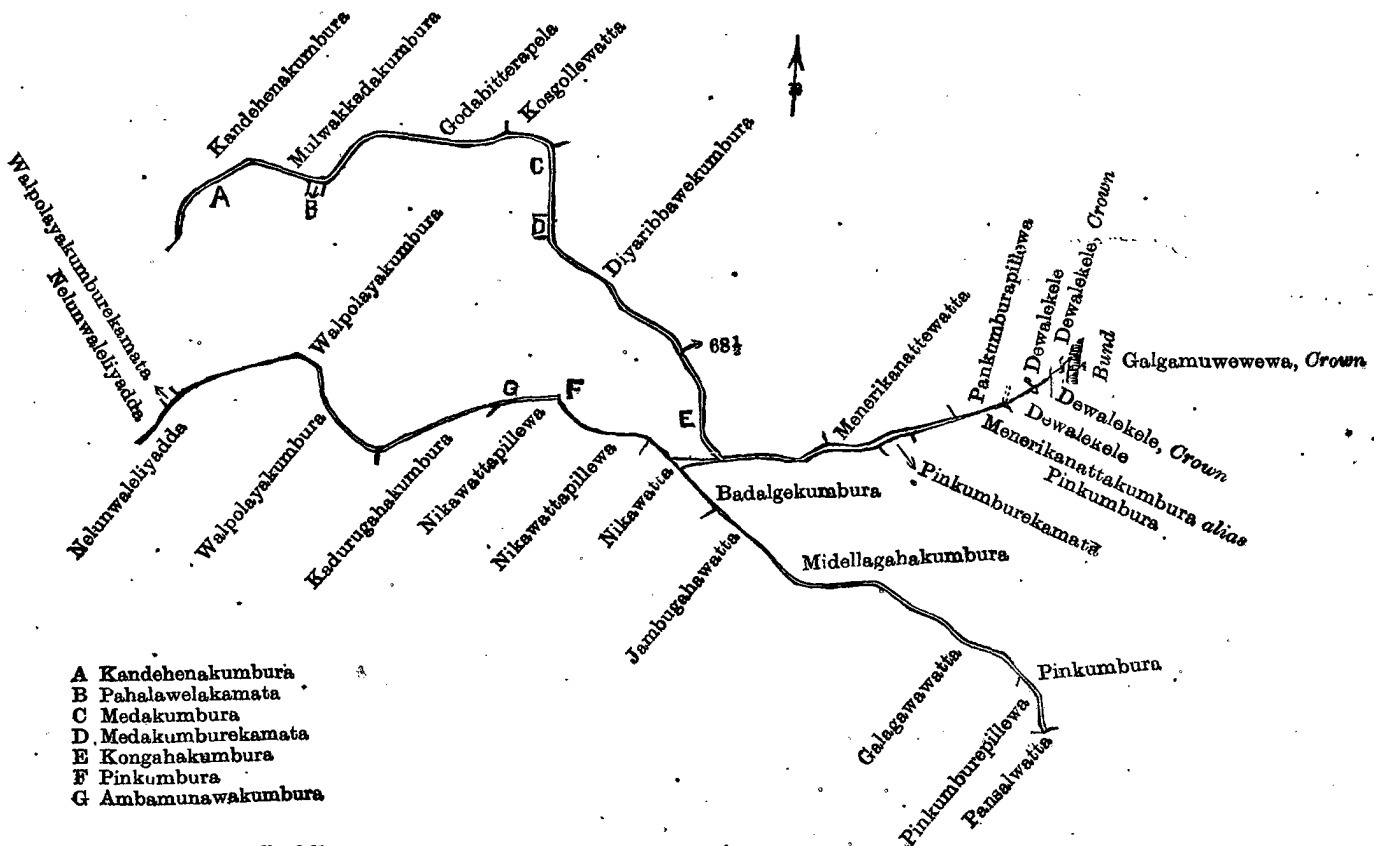 Kandehenakumbura
Mulwakkadakumbura
Godabitterapela
Kosgollewatta
A
B
C
D
Diyaribbawekumbura
68½
E
Walpolayakumburekamata
Nelunwaleliyadda
Walpolayakumbura
Nelunwaleliyadda
Walpolayakumbura
Kadurugahakumbura
G
F
Nikawattapillewa
Nikawattapillewa
Nikawatta
Menerikanattewatta
Pankumburapillewa
Dewalekele
Dewalekele, Crown
Bund
Galgamuwewewa, Crown
Dewalekele, Crown
Dewalekele
Menerikanattakumbura alias
Pinkumbura
Pinkumburekamata
Badalgekumbura
Jambugahawatta
Midellagahakumbura
Galagawawatta
Pinkumbura
Pinkumburepillewa
Pansalwatta
A Kandehenakumbura
B Pahalawelakamata
C Medakumbura
D Medakumburekamata
E Kongahakumbura
F Pinkumbura
G Ambamunawakumbura